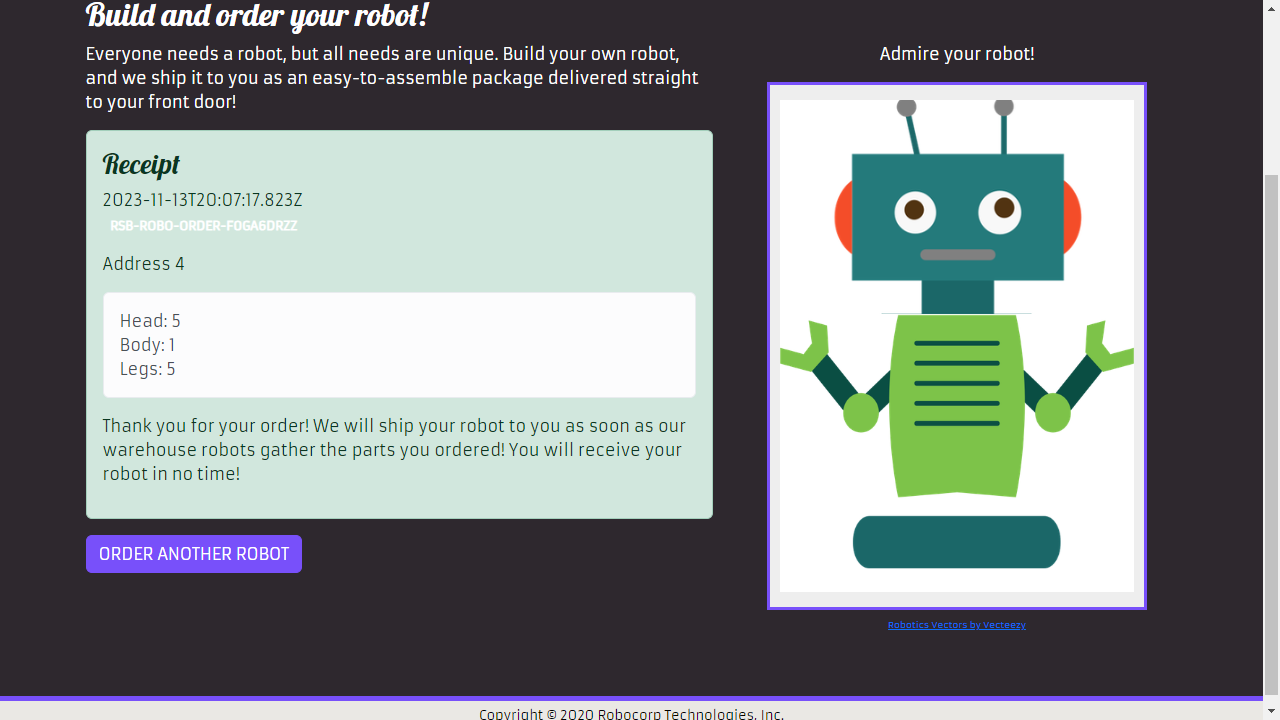 Build and order your robot!
Everyone needs a robot, but all needs are unique. Build your own robot,
and we ship it to you as an easy-to-assemble package delivered straight
to your front door!
Receipt
2023-11-13T20:07:17.823Z
RSB-ROBO-ORDER-FOGA6DRZZ
Address 4
Head: 5
Body: 1
Legs: 5
Thank you for your order! We will ship your robot to you as soon as our
warehouse robots gather the parts you ordered! You will receive your
robot in no time!
ORDER ANOTHER ROBOT
Admire your robot!
Robotics Vectors by Vecteezy
Copyright © 2020 Robocorp Technologies, Inc.